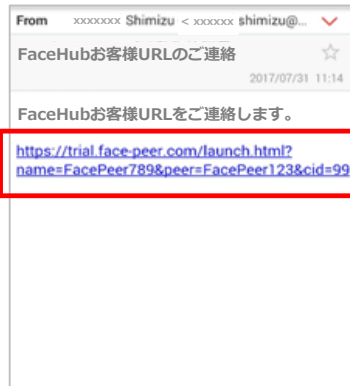 From xxxxxxx Shimizu < xxxxxx shimizu@...
FaceHubお客様URLのご連絡
2017/07/31 11:14
FaceHubお客様URLをご連絡します。
https://trial.face-peer.com/launch.html?
name=FacePeer789&peer=FacePeer123&cid=99